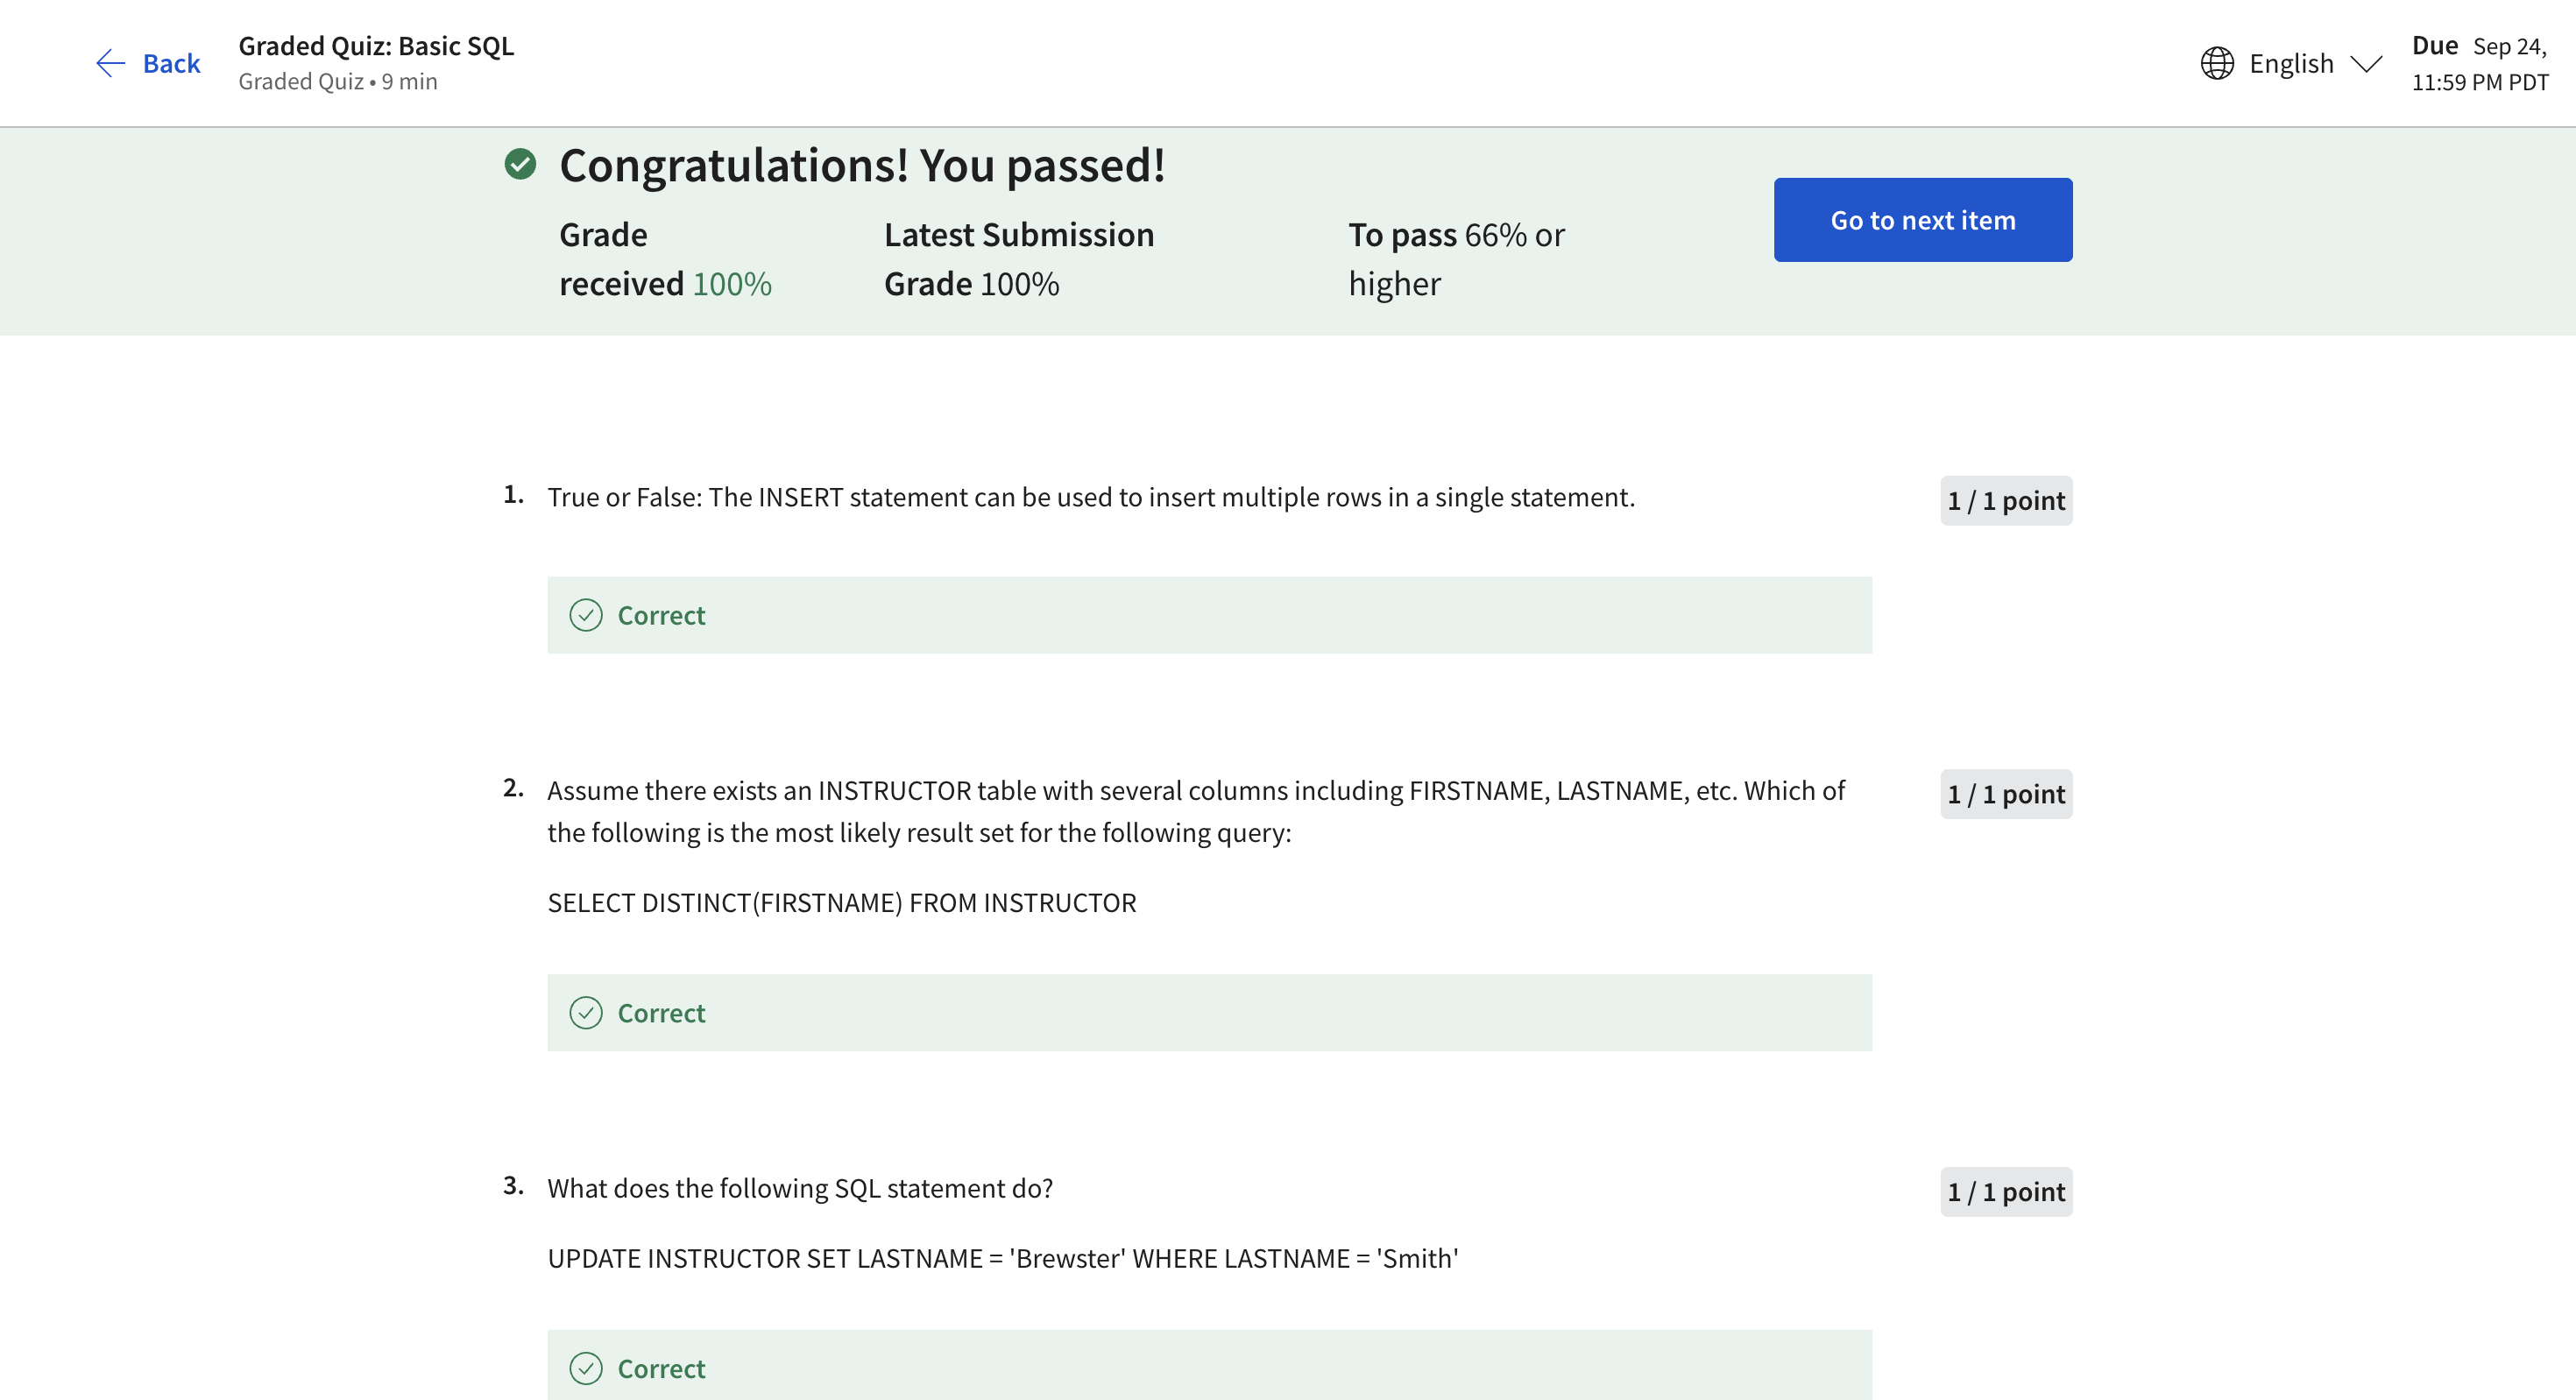 Back
Graded Quiz: Basic SQL
Graded Quiz • 9 min
English
Due Sep 24,
11:59 PM PDT
Congratulations! You passed!
Grade
received 100%
Latest Submission
Grade 100%
To pass 66% or
higher
Go to next item
1. True or False: The INSERT statement can be used to insert multiple rows in a single statement.
1 / 1 point
Correct
2. Assume there exists an INSTRUCTOR table with several columns including FIRSTNAME, LASTNAME, etc. Which of
the following is the most likely result set for the following query:
1 / 1 point
SELECT DISTINCT(FIRSTNAME) FROM INSTRUCTOR
Correct
3. What does the following SQL statement do?
1 / 1 point
UPDATE INSTRUCTOR SET LASTNAME = 'Brewster' WHERE LASTNAME = 'Smith'
Correct